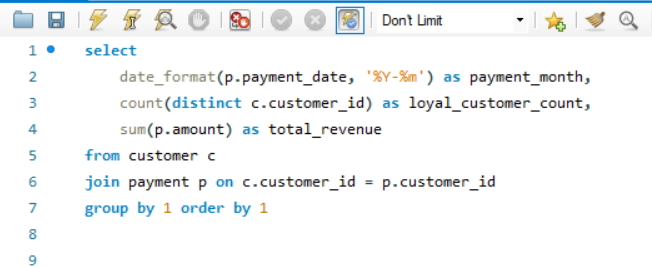 Don't Limit
1 select
2 date_format(p.payment_date, '%Y-%m') as payment_month,
3 count(distinct c.customer_id) as loyal_customer_count,
4 sum(p.amount) as total_revenue
5 from customer c
6 join payment p on c.customer_id = p.customer_id
7 group by 1 order by 1
8
9